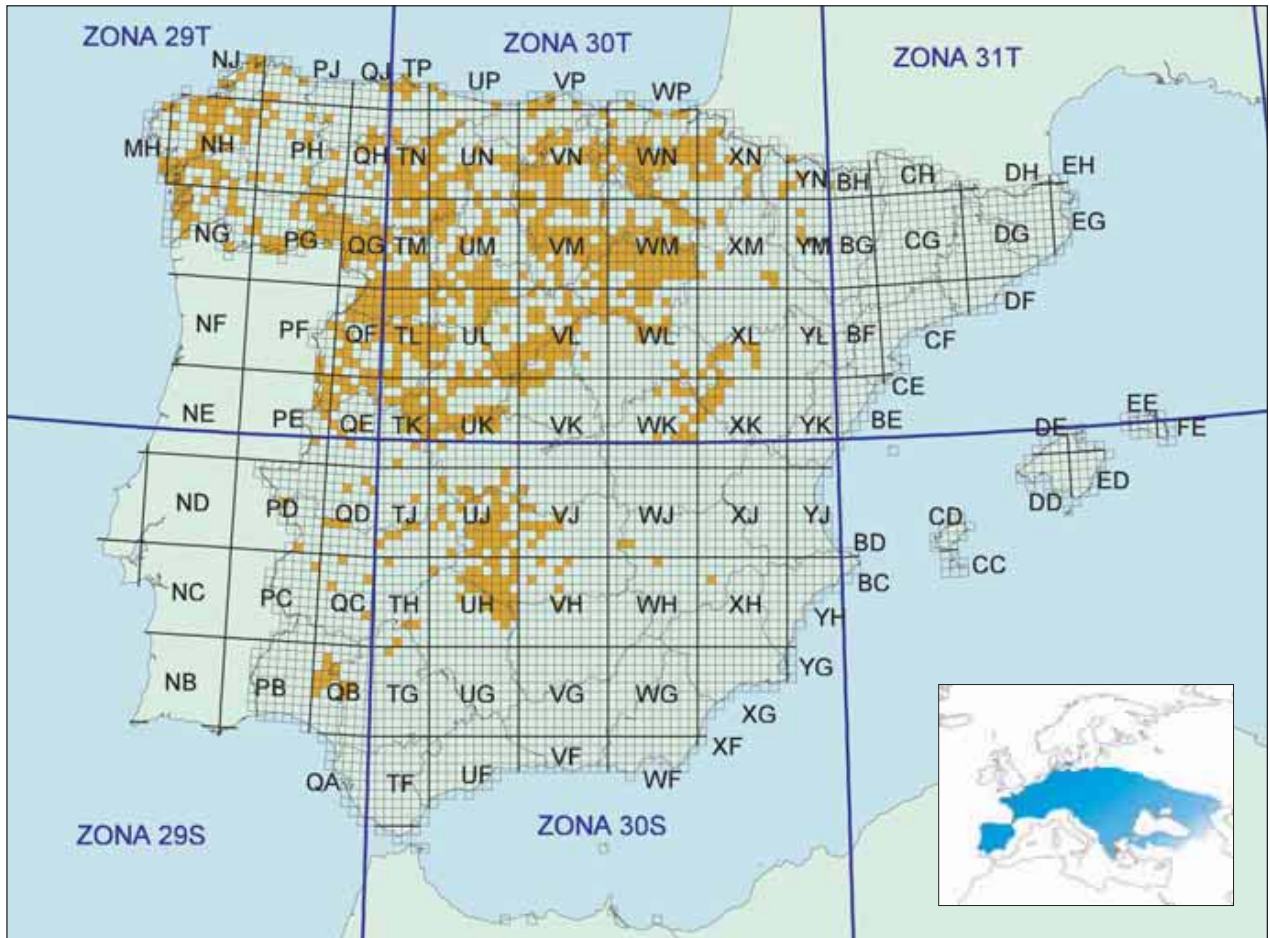 ZONA 29T
ZONA 30T
ZONA 31T
NJ
PJ
QJ
TP
UP
VP
WP
MH
NH
PH
QH
TN
UN
VN
WN
XN
YN
BH
CH
DH
EH
NG
PG
QG
TM
UM
VM
WM
XM
YM
BG
CG
DG
EG
NF
PF
QF
TL
UL
VL
WL
XL
YL
BF
CF
DF
NE
PE
QE
TK
UK
VK
WK
XK
YK
BE
CE
DE
EE
FE
ND
PD
QD
TJ
UJ
VJ
WJ
XJ
YJ
BD
CD
DD
ED
NC
PC
QC
TH
UH
VH
WH
XH
YH
BC
CC
NB
PB
QB
TG
UG
VG
WG
XG
YG
QA
TF
UF
VF
WF
XF
ZONA 29S
ZONA 30S